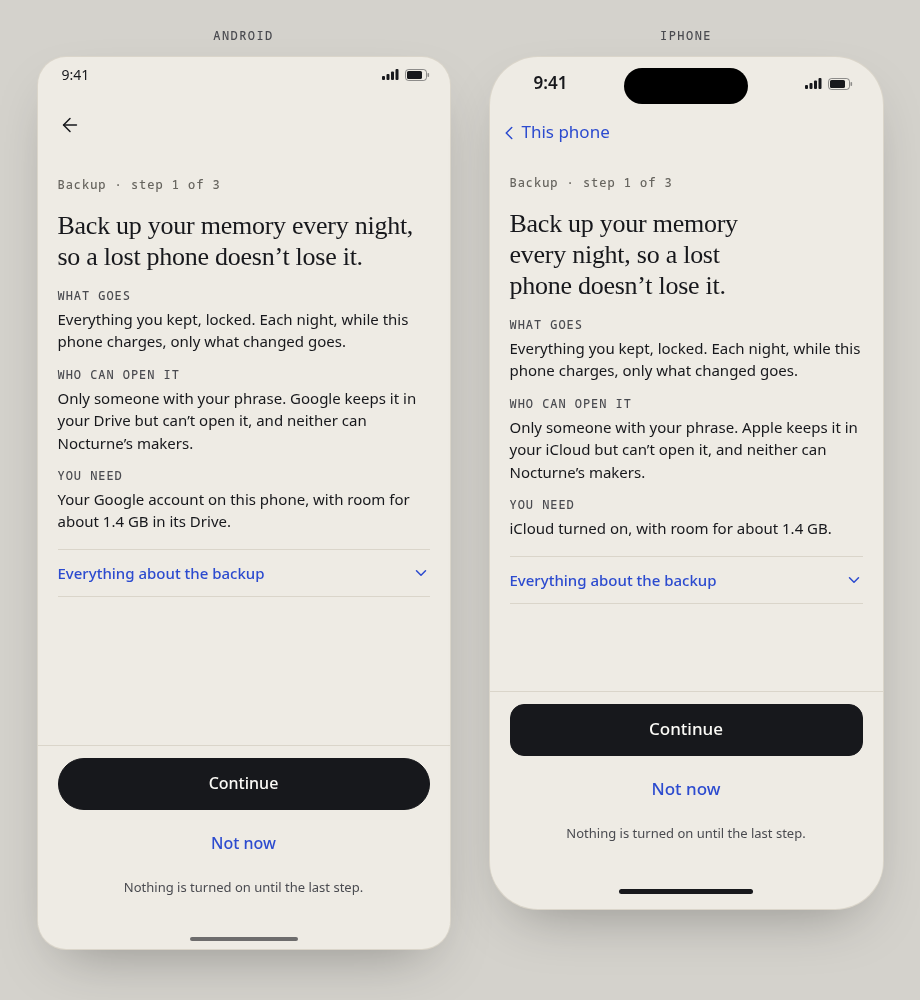 ANDROID
9:41
Backup · step 1 of 3
Back up your memory every night,
so a lost phone doesn’t lose it.
WHAT GOES
Everything you kept, locked. Each night, while this
phone charges, only what changed goes.
WHO CAN OPEN IT
Only someone with your phrase. Google keeps it in
your Drive but can’t open it, and neither can
Nocturne’s makers.
YOU NEED
Your Google account on this phone, with room for
about 1.4 GB in its Drive.
Everything about the backup
Continue
Not now
Nothing is turned on until the last step.
IPHONE
9:41
This phone
Backup · step 1 of 3
Back up your memory
every night, so a lost
phone doesn’t lose it.
WHAT GOES
Everything you kept, locked. Each night, while this
phone charges, only what changed goes.
WHO CAN OPEN IT
Only someone with your phrase. Apple keeps it in
your iCloud but can’t open it, and neither can
Nocturne’s makers.
YOU NEED
iCloud turned on, with room for about 1.4 GB.
Everything about the backup
Continue
Not now
Nothing is turned on until the last step.